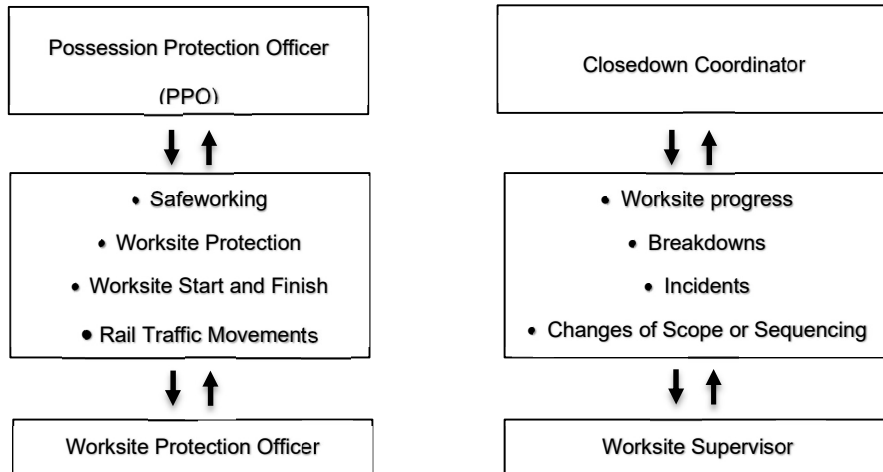 Possession Protection Officer
(PPO)
• Safeworking
• Worksite Protection
• Worksite Start and Finish
• Rail Traffic Movements
Worksite Protection Officer
Closedown Coordinator
• Worksite progress
• Breakdowns
• Incidents
• Changes of Scope or Sequencing
Worksite Supervisor